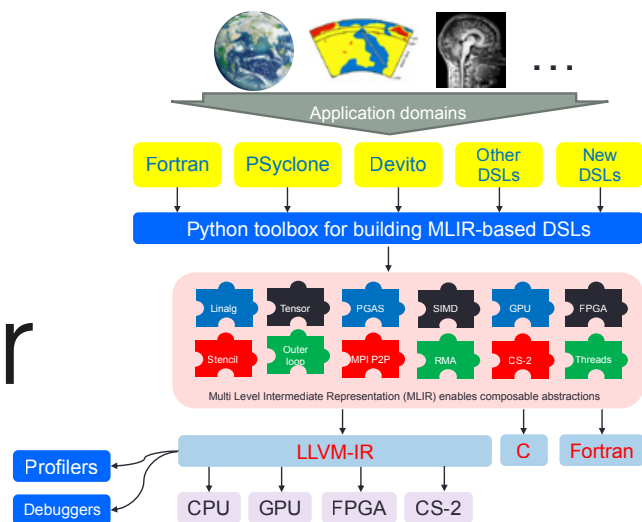 ...
Application domains
Fortran
PSyclone
Devito
Other
DSLs
New
DSLs
Python toolbox for building MLIR-based DSLs
Linalg
Tensor
PGAS
SIMD
GPU
FPGA
Stencil
Outer
loop
MPI P2P
RMA
CS-2
Threads
Multi Level Intermediate Representation (MLIR) enables composable abstractions
r
LLVM-IR
C
Fortran
Profilers
Debuggers
CPU
GPU
FPGA
CS-2